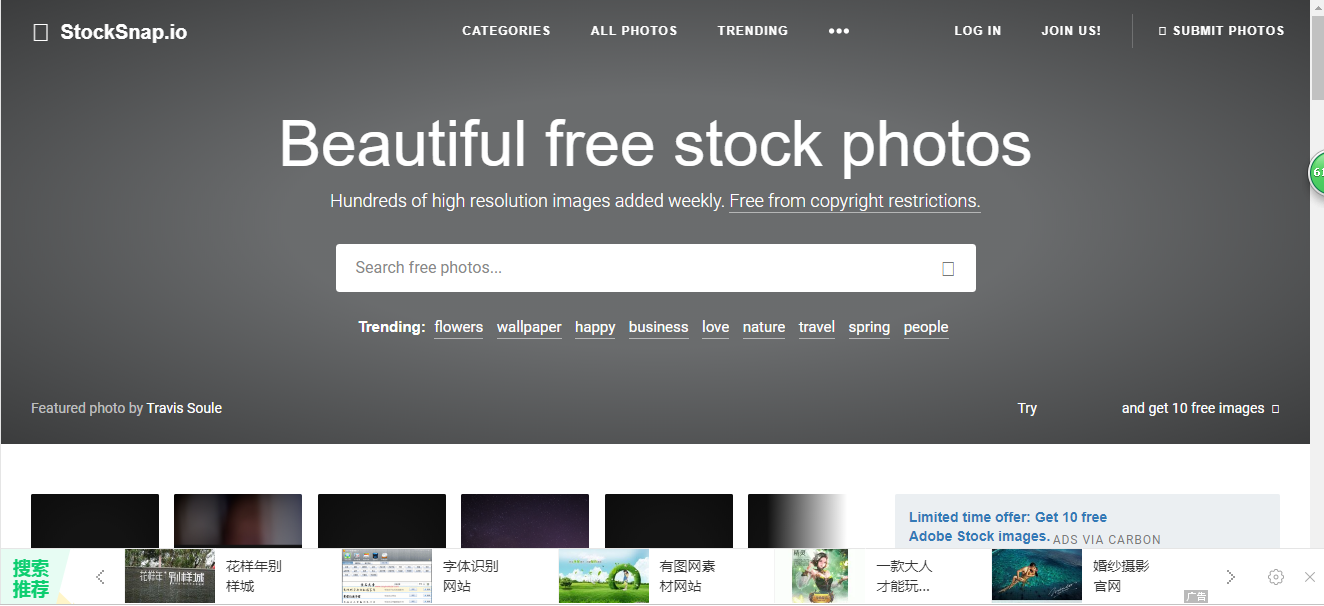 StockSnap.io
CATEGORIES
ALL PHOTOS
TRENDING
•••
LOG IN
JOIN US!
SUBMIT PHOTOS
Beautiful free stock photos
Hundreds of high resolution images added weekly. Free from copyright restrictions.
Search free photos...
Trending: flowers wallpaper happy business love nature travel spring people
Featured photo by Travis Soule
Try
and get 10 free images
61
Limited time offer: Get 10 free
Adobe Stock images.
ADS VIA CARBON
搜索
推荐
花样年别
样城
字体识别
网站
有图网素
材网站
一款大人
才能玩...
婚纱摄影
官网
广告